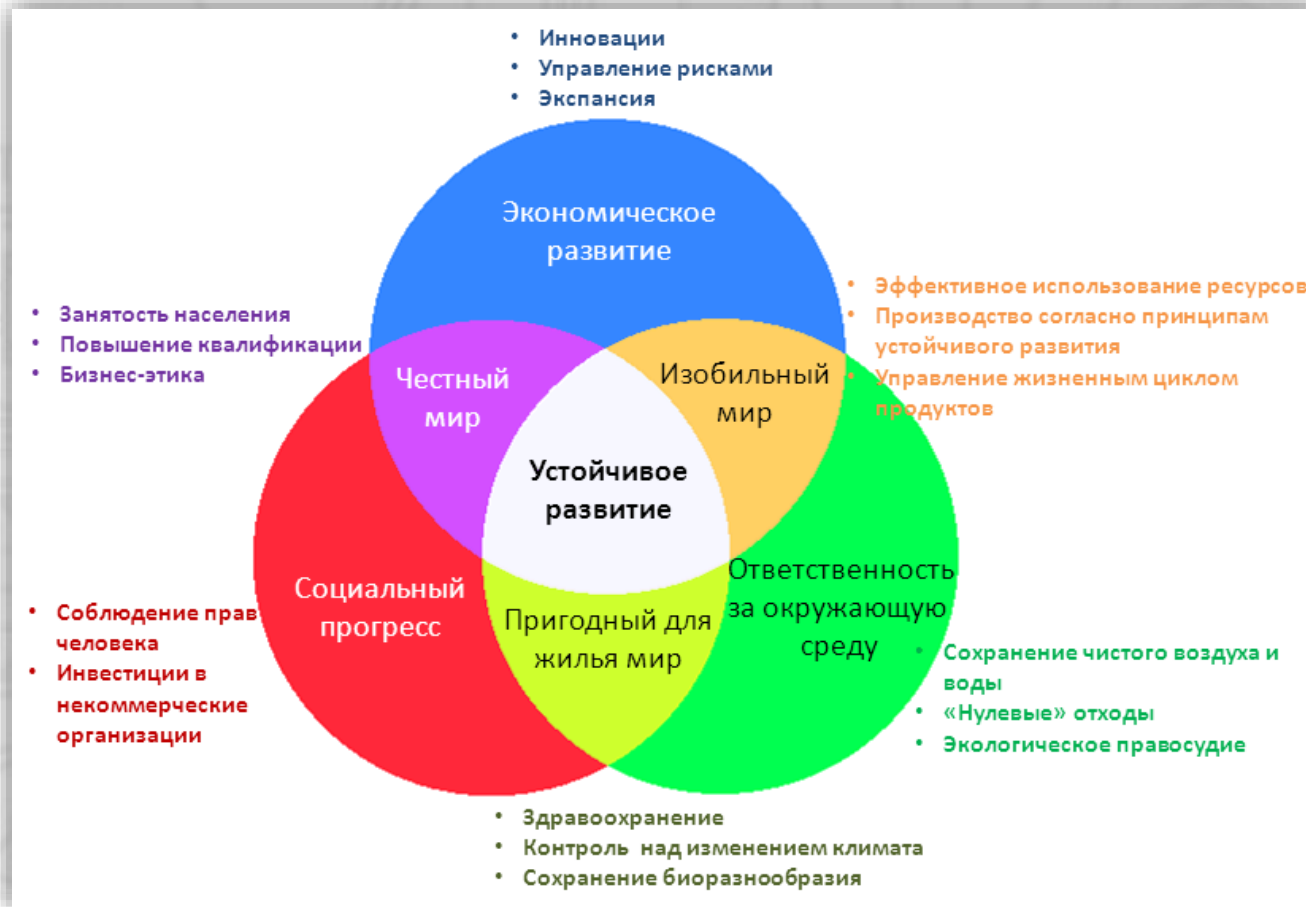 • Инновации
• Управление рисками
• Экспансия
Экономическое
развитие
• Занятость населения
• Повышение квалификации
• Бизнес-этика
• Эффективное использование ресурсов
• Производство согласно принципам
устойчивого развития
• Управление жизненным циклом
продуктов
Честный
мир
Изобильный
мир
Устойчивое
развитие
Социальный
прогресс
Пригодный для
жилья мир
Ответственность
за окружающую
среду
• Соблюдение прав
человека
• Инвестиции в
некоммерческие
организации
• Сохранение чистого воздуха и
воды
• «Нулевые» отходы
• Экологическое правосудие
• Здравоохранение
• Контроль  над изменением климата
• Сохранение биоразнообразия